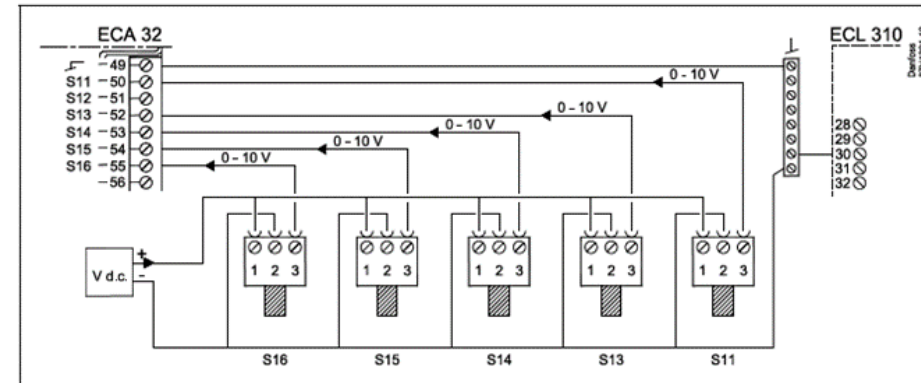 ECA 32
ECL 310
Danfoss
49
S11 - 50
S12 - 51
S13 - 52
S14 - 53
S15 - 54
S16 - 55
56
0 – 10 V
0 – 10 V
0 – 10 V
0 – 10 V
0 – 10 V
28
29
30
31
32
V d.c.
+
-
1 2 3
1 2 3
1 2 3
1 2 3
1 2 3
S16 S15 S14 S13 S11